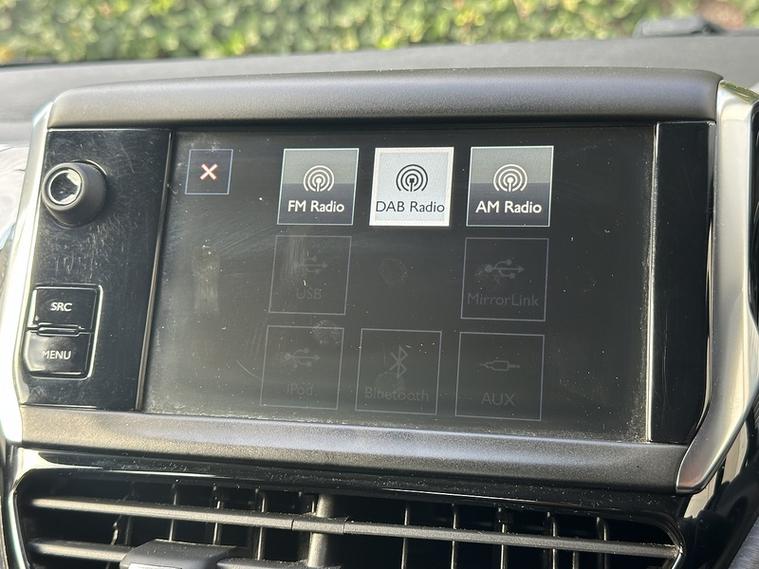 FM Radio
DAB Radio
AM Radio
USB
MirrorLink
SRC
MENU
iPod
Bluetooth
AUX